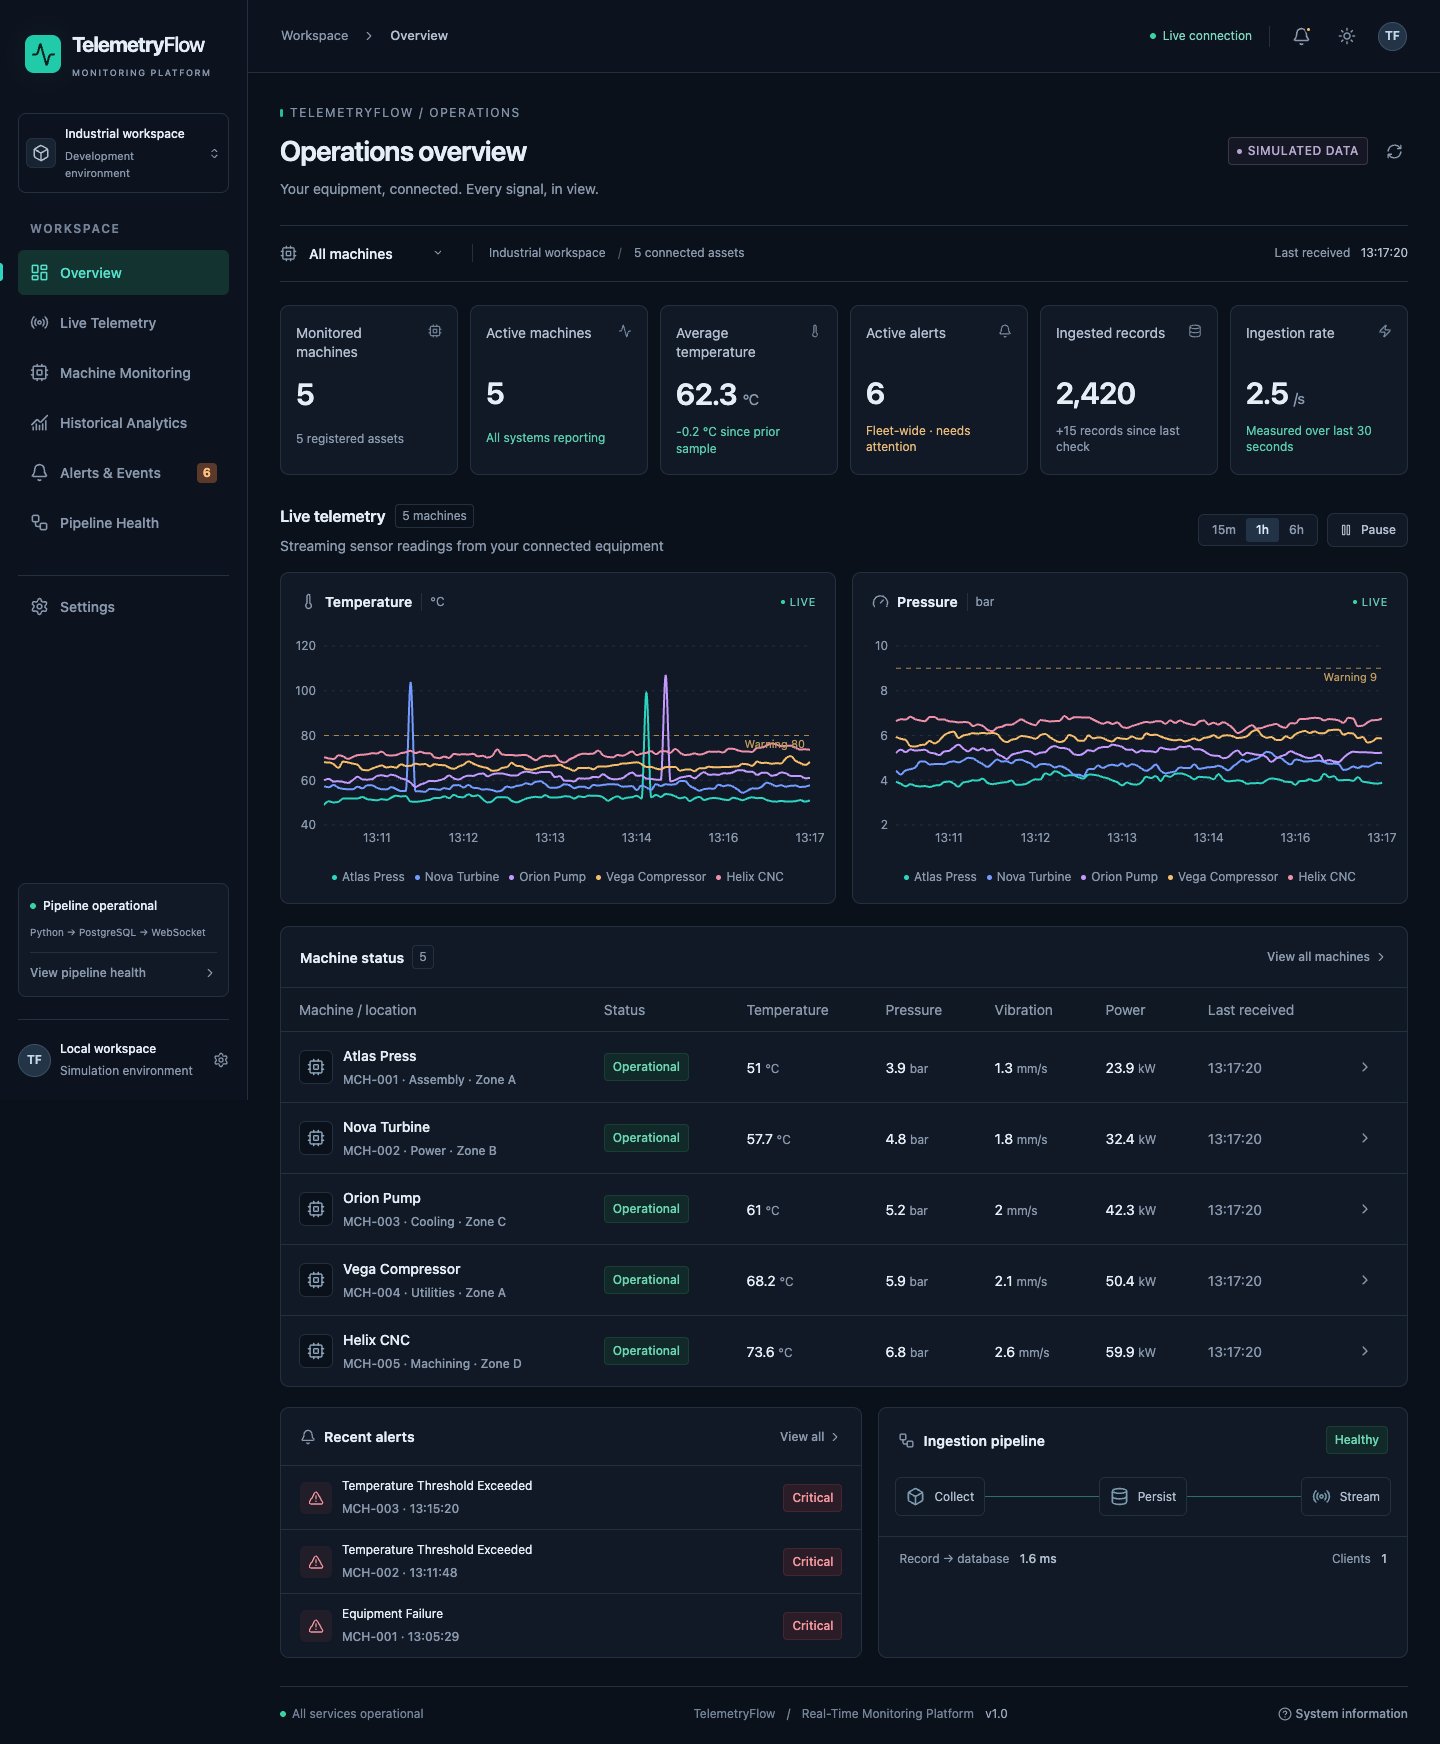 TelemetryFlow
MONITORING PLATFORM
Industrial workspace
Development
environment
WORKSPACE
Overview
Live Telemetry
Machine Monitoring
Historical Analytics
Alerts & Events 6
Pipeline Health
Settings
Pipeline operational
Python → PostgreSQL → WebSocket
View pipeline health
TF
Local workspace
Simulation environment
Workspace > Overview
Live connection
TF
TELEMETRYFLOW / OPERATIONS
Operations overview
SIMULATED DATA
Your equipment, connected. Every signal, in view.
All machines
Industrial workspace / 5 connected assets
Last received 13:17:20
Monitored
machines
5
5 registered assets
Active machines
5
All systems reporting
Average
temperature
62.3 °C
-0.2 °C since prior
sample
Active alerts
6
Fleet-wide · needs
attention
Ingested records
2,420
+15 records since last
check
Ingestion rate
2.5 /s
Measured over last 30
seconds
Live telemetry 5 machines
Streaming sensor readings from your connected equipment
15m 1h 6h
Pause
Temperature °C
LIVE
120
100
80
60
40
Warning 80
13:11 13:12 13:13 13:14 13:16 13:17
Atlas Press Nova Turbine Orion Pump Vega Compressor Helix CNC
Pressure bar
LIVE
10
8
6
4
2
Warning 9
13:11 13:12 13:13 13:14 13:16 13:17
Atlas Press Nova Turbine Orion Pump Vega Compressor Helix CNC
Machine status 5
View all machines
Machine / location Status Temperature Pressure Vibration Power Last received
Atlas Press
MCH-001 · Assembly · Zone A
Operational 51 °C 3.9 bar 1.3 mm/s 23.9 kW 13:17:20
Nova Turbine
MCH-002 · Power · Zone B
Operational 57.7 °C 4.8 bar 1.8 mm/s 32.4 kW 13:17:20
Orion Pump
MCH-003 · Cooling · Zone C
Operational 61 °C 5.2 bar 2 mm/s 42.3 kW 13:17:20
Vega Compressor
MCH-004 · Utilities · Zone A
Operational 68.2 °C 5.9 bar 2.1 mm/s 50.4 kW 13:17:20
Helix CNC
MCH-005 · Machining · Zone D
Operational 73.6 °C 6.8 bar 2.6 mm/s 59.9 kW 13:17:20
Recent alerts
View all
Temperature Threshold Exceeded
MCH-003 · 13:15:20
Critical
Temperature Threshold Exceeded
MCH-002 · 13:11:48
Critical
Equipment Failure
MCH-001 · 13:05:29
Critical
Ingestion pipeline
Healthy
Collect Persist Stream
Record → database 1.6 ms
Clients 1
All services operational
TelemetryFlow / Real-Time Monitoring Platform v1.0
System information